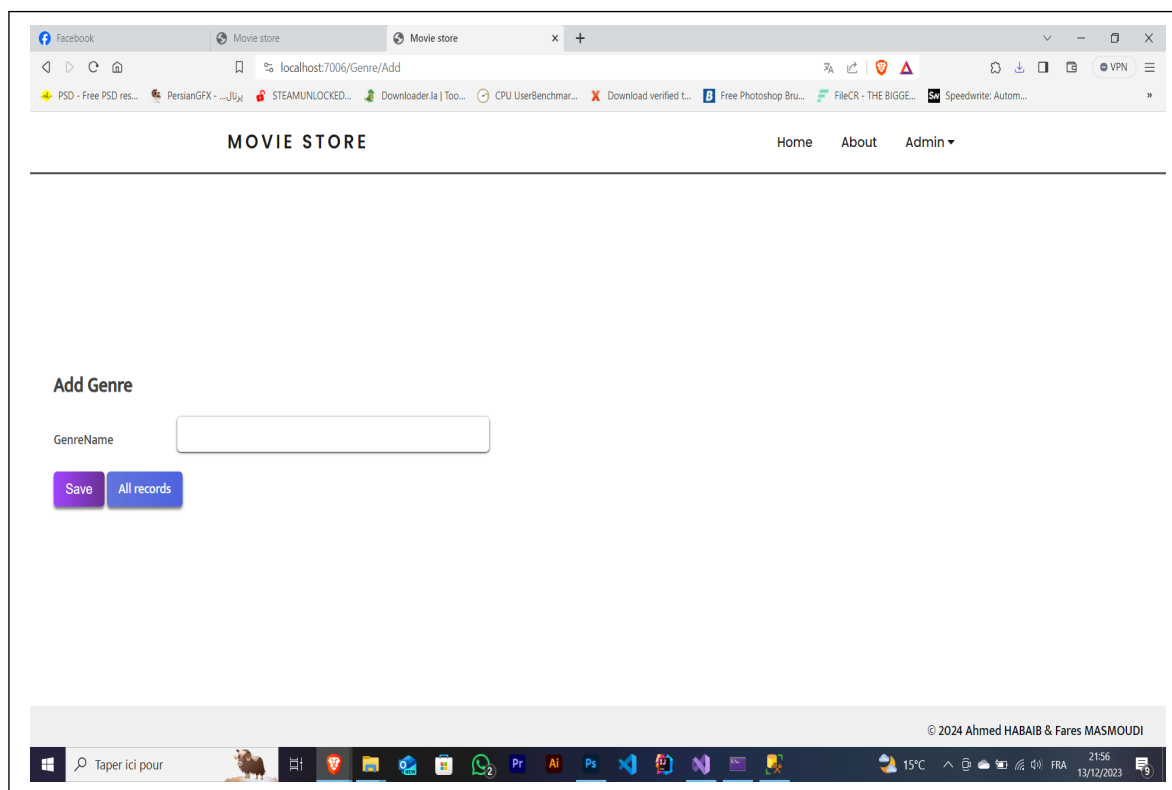 Facebook
Movie store
Movie store
localhost:7006/Genre/Add
VPN
PSD - Free PSD res...
PersianGFX - ...پرتال
STEAMUNLOCKED...
Downloader.la | Too...
CPU UserBenchmar...
Download verified t...
Free Photoshop Bru...
FileCR - THE BIGGE...
Speedwrite: Autom...
MOVIE STORE
Home About Admin
Add Genre
GenreName
Save All records
© 2024 Ahmed HABAIB & Fares MASMOUDI
Taper ici pour
15°C
FRA
21:56
13/12/2023